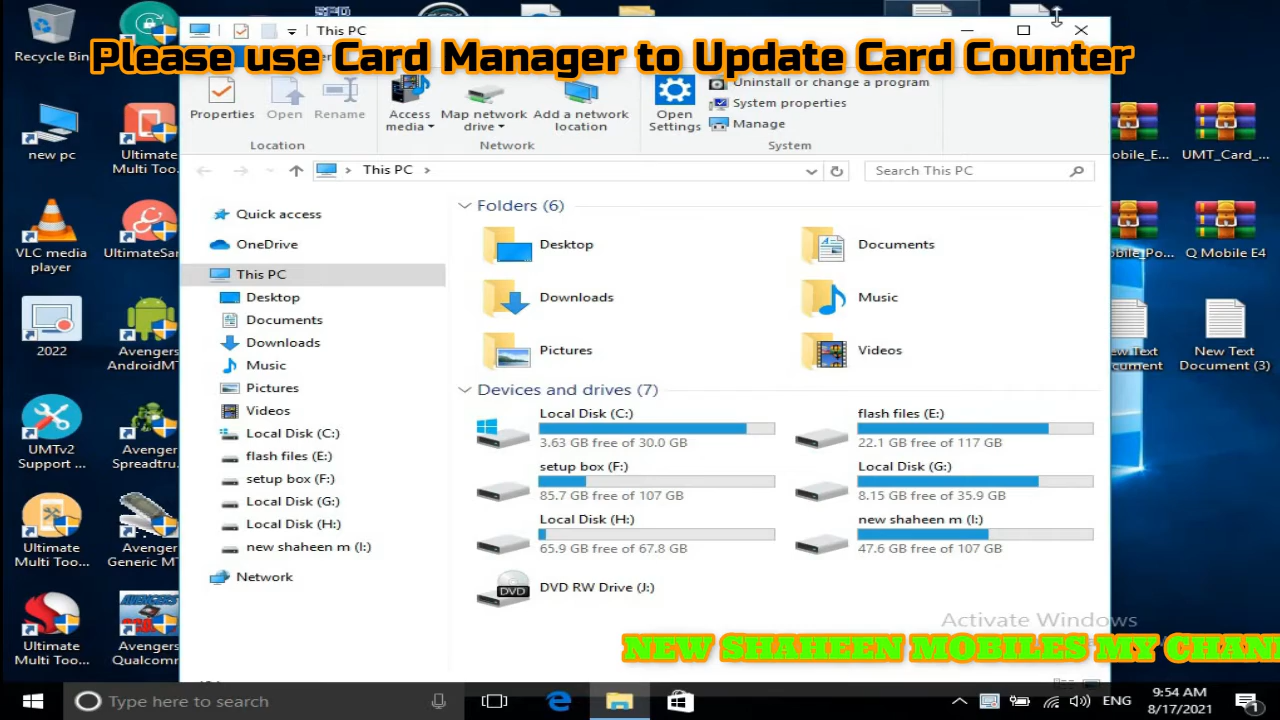 This PC
Please use Card Manager to Update Card Counter
Recycle Bin
Properties
Open
Rename
Access media
Map network drive
Add a network location
Open Settings
Uninstall or change a program
System properties
Manage
Location
Network
System
This PC
Search This PC
new pc
Ultimate Multi Too...
VLC media player
UltimateSar
2022
Avengers AndroidMT
UMTv2 Support ...
Avenger Spreadtru
Ultimate Multi Too...
Avenger Generic MT
Ultimate Multi Too...
Avengers Qualcomm
Quick access
OneDrive
This PC
Desktop
Documents
Downloads
Music
Pictures
Videos
Local Disk (C:)
flash files (E:)
setup box (F:)
Local Disk (G:)
Local Disk (H:)
new shaheen m (I:)
Network
Folders (6)
Desktop
Documents
Downloads
Music
Pictures
Videos
Devices and drives (7)
Local Disk (C:)
3.63 GB free of 30.0 GB
flash files (E:)
22.1 GB free of 117 GB
setup box (F:)
85.7 GB free of 107 GB
Local Disk (G:)
8.15 GB free of 35.9 GB
Local Disk (H:)
65.9 GB free of 67.8 GB
new shaheen m (I:)
47.6 GB free of 107 GB
DVD RW Drive (J:)
DVD
UMT_Card_...
Q Mobile E4
New Text Document (3)
Activate Windows
NEW SHAHEEN MOBILES MY CHAN
Type here to search
ENG
9:54 AM
8/17/2021
1